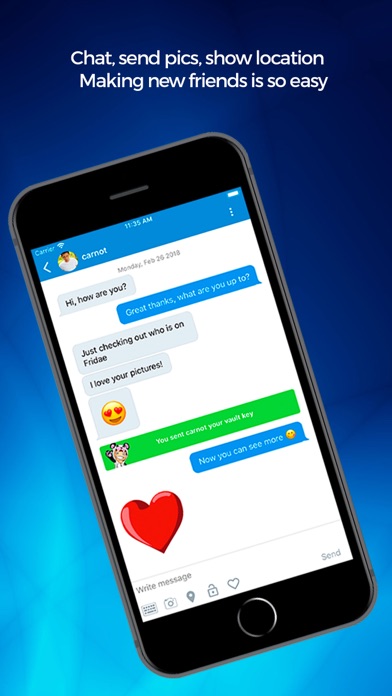 Chat, send pics, show location
Making new friends is so easy
Carrier
11:35 AM
carnot
Monday, Feb 26 2018
Hi, how are you?
Great thanks, what are you up to?
Just checking out who is on
Fridae
I love your pictures!
You sent carnot your vault key
Now you can see more
Write message
Send